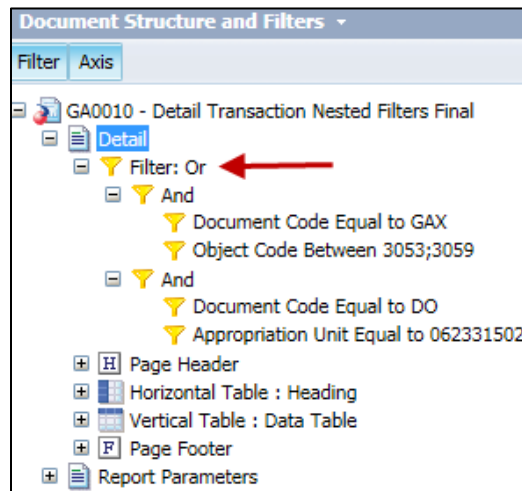 Document Structure and Filters
Filter Axis
GA0010 - Detail Transaction Nested Filters Final
Detail
Filter: Or
And
Document Code Equal to GAX
Object Code Between 3053;3059
And
Document Code Equal to DO
Appropriation Unit Equal to 062331502
H Page Header
Horizontal Table : Heading
Vertical Table : Data Table
F Page Footer
Report Parameters